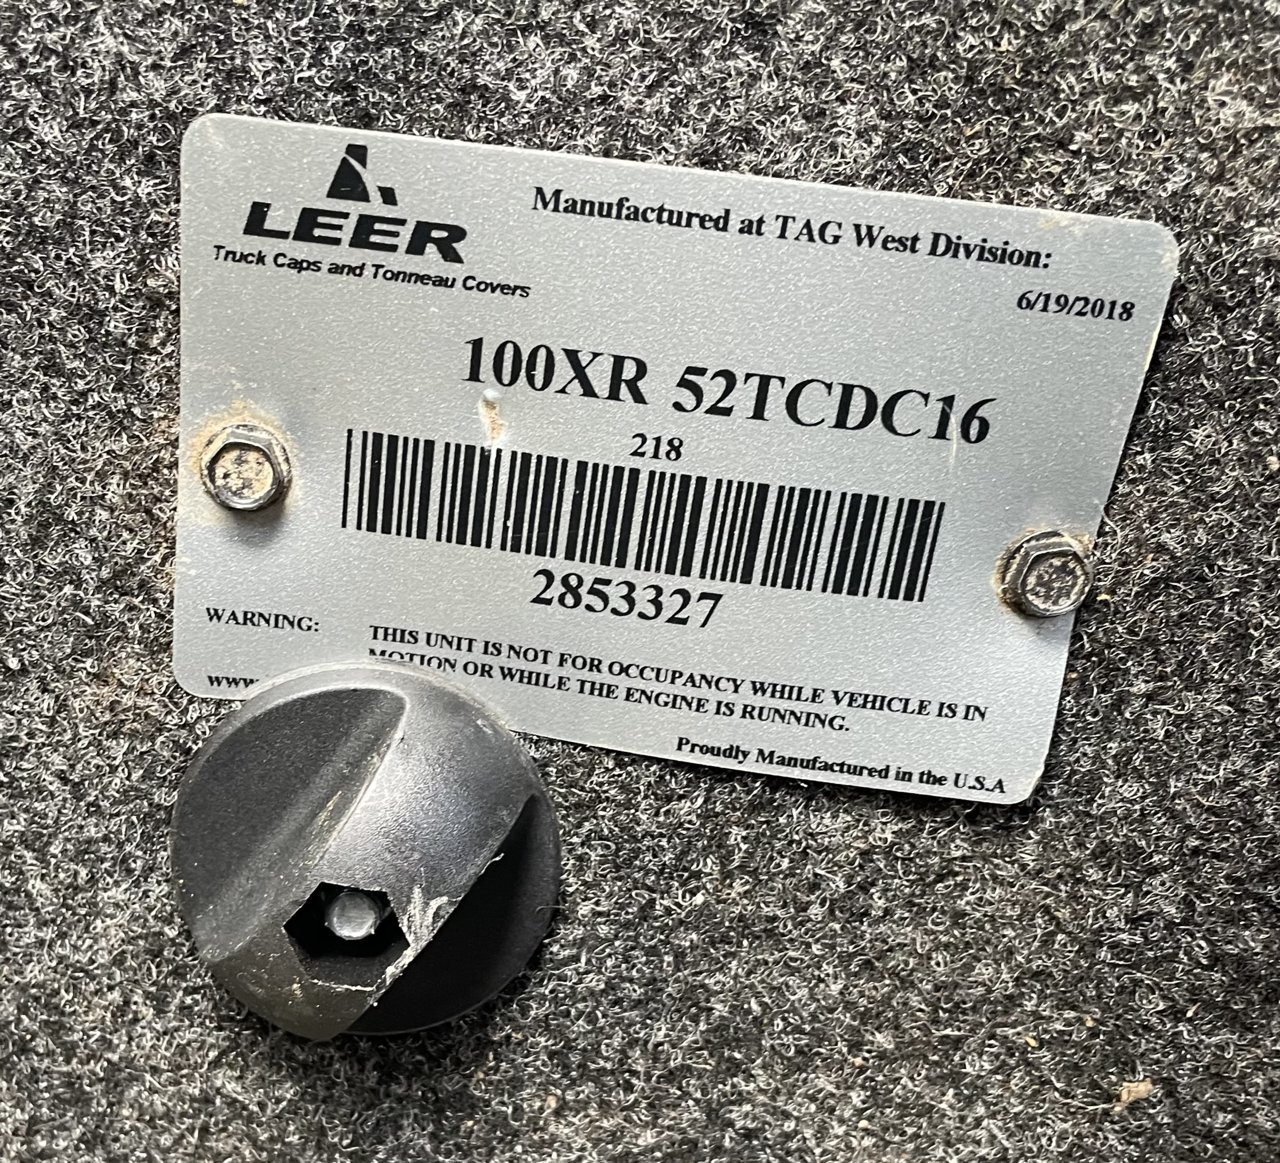 LEER
Truck Caps and Tonneau Covers
Manufactured at TAG West Division:
6/19/2018
100XR 52TCDC16
218
2853327
WARNING:
THIS UNIT IS NOT FOR OCCUPANCY WHILE VEHICLE IS IN
MOTION OR WHILE THE ENGINE IS RUNNING.
www
Proudly Manufactured in the U.S.A